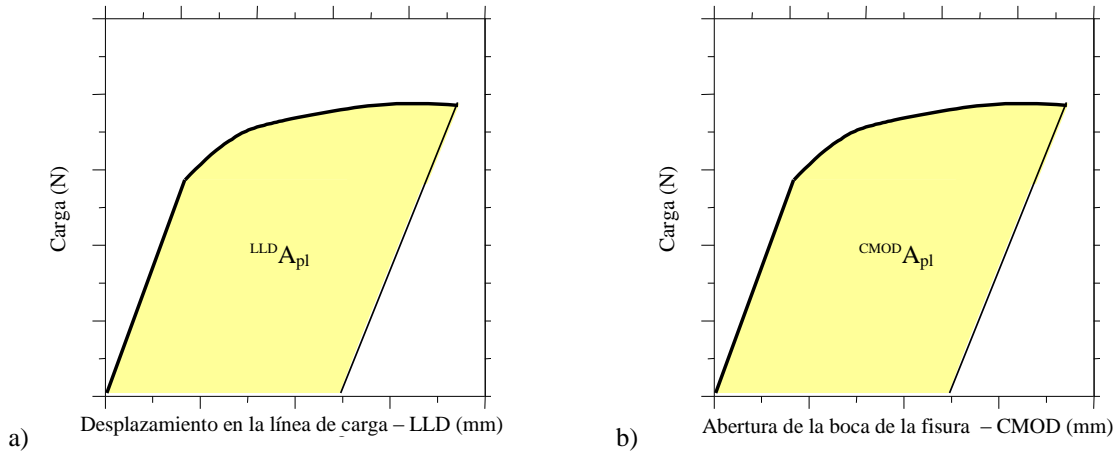 Carga (N)
LLDApl
Desplazamiento en la línea de carga – LLD (mm)
a)
Carga (N)
CMODApl
Abertura de la boca de la fisura – CMOD (mm)
b)